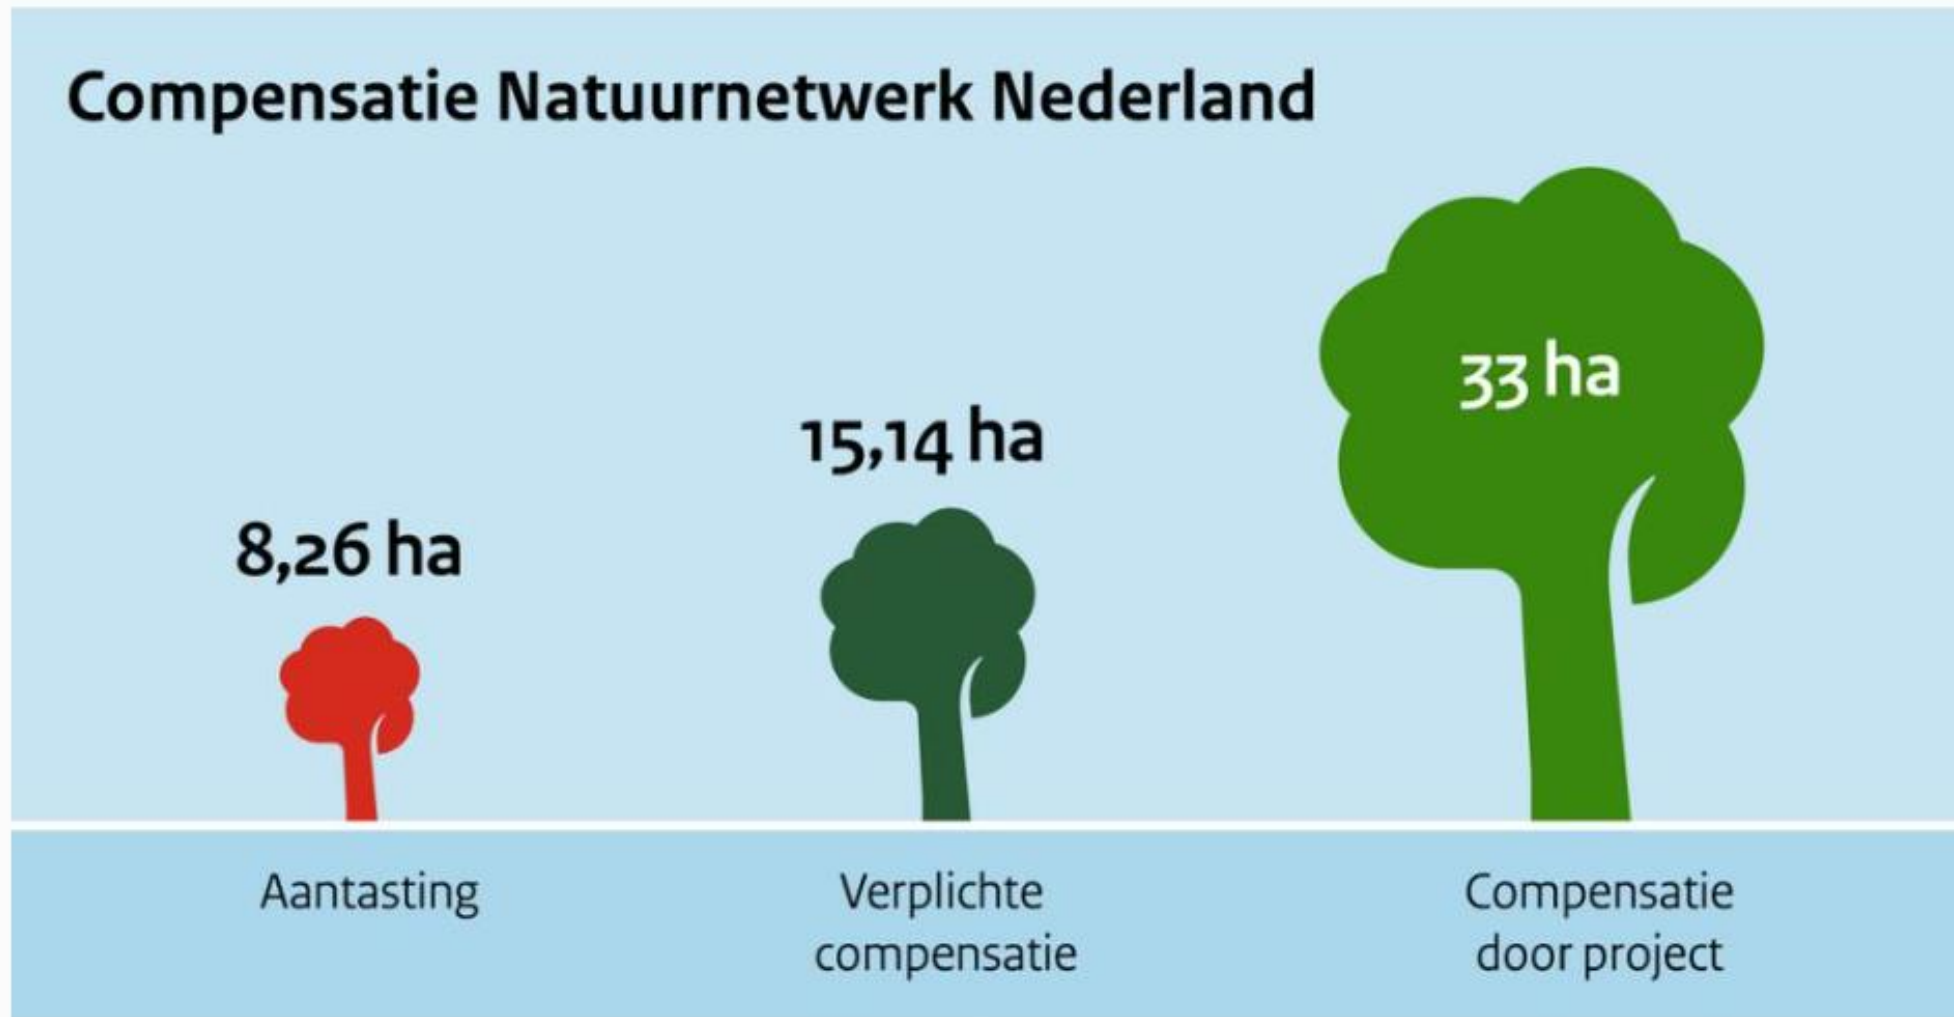 Compensatie Natuurnetwerk Nederland
8,26 ha
15,14 ha
33 ha
Aantasting
Verplichte
compensatie
Compensatie
door project